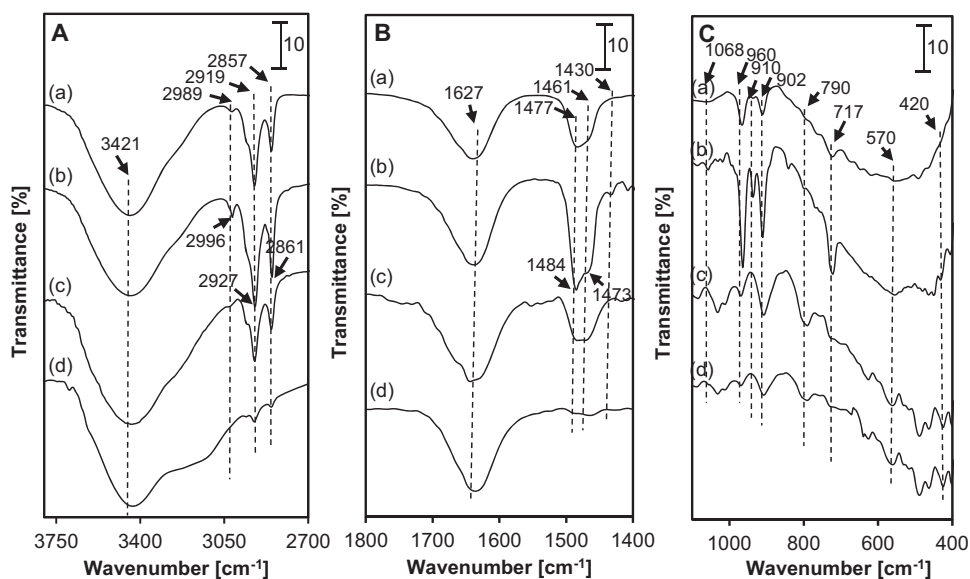 A
10
2857
2919
2989
(a)
3421
(b)
2996
2861
2927
(c)
(d)
Transmittance [%]
3750 3400 3050 2700
Wavenumber [cm-1]
B
10
(a)
1430
1461
1477
1627
(b)
1484
1473
(c)
(d)
Transmittance [%]
1800 1700 1600 1500 1400
Wavenumber [cm-1]
C
10
1068 960
910
902
(a)
790
717
420
570
(b)
(c)
(d)
Transmittance [%]
1000 800 600 400
Wavenumber [cm-1]